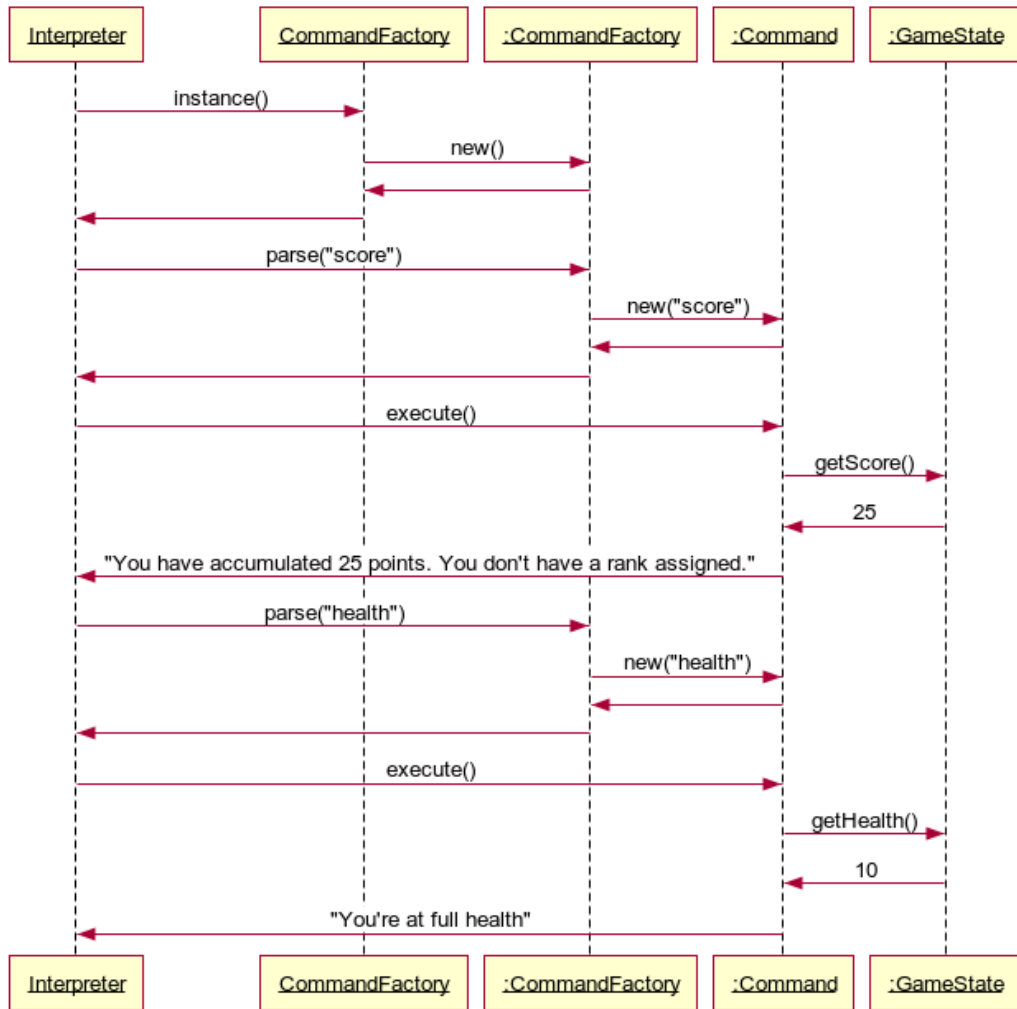 Interpreter
CommandFactory
:CommandFactory
:Command
:GameState
instance()
new()
parse("score")
new("score")
execute()
getScore()
25
"You have accumulated 25 points. You don't have a rank assigned."
parse("health")
new("health")
execute()
getHealth()
10
"You're at full health"
Interpreter
CommandFactory
:CommandFactory
:Command
:GameState